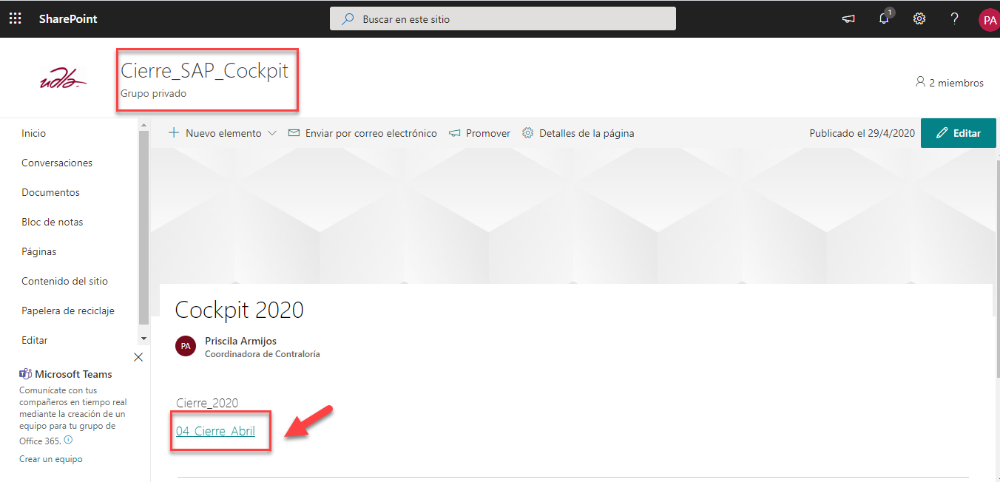 SharePoint
Buscar en este sitio
1
?
PA
udla
Cierre_SAP_Cockpit
Grupo privado
2 miembros
Inicio
Conversaciones
Documentos
Bloc de notas
Páginas
Contenido del sitio
Papelera de reciclaje
Editar
Microsoft Teams
Comunícate con tus
compañeros en tiempo real
mediante la creación de un
equipo para tu grupo de
Office 365.
Crear un equipo
Nuevo elemento
Enviar por correo electrónico
Promover
Detalles de la página
Publicado el 29/4/2020
Editar
Cockpit 2020
PA
Priscila Armijos
Coordinadora de Contraloría
Cierre_2020
04_Cierre_Abril